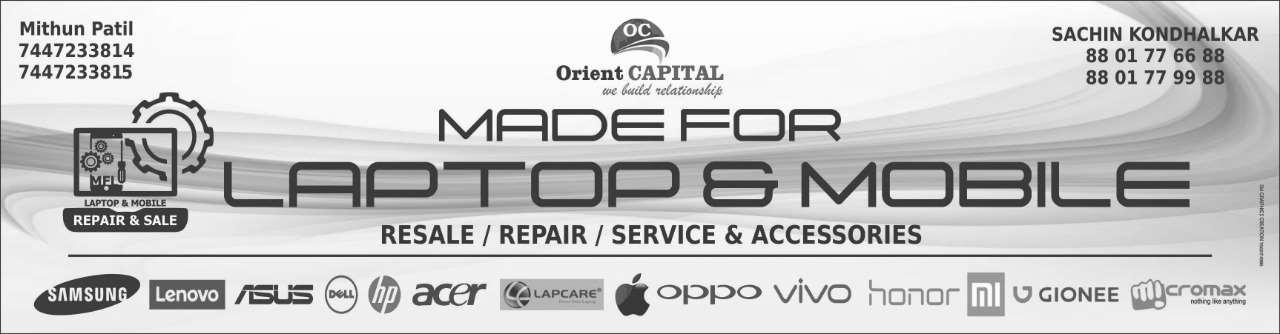 Mithun Patil
7447233814
7447233815
OC
Orient CAPITAL
we build relationship
SACHIN KONDHALKAR
88 01 77 66 88
88 01 77 99 88
MADE FOR
LAPTOP & MOBILE
MFL
LAPTOP & MOBILE
REPAIR & SALE
RESALE / REPAIR / SERVICE & ACCESSORIES
SAMSUNG
Lenovo
ASUS
DELL
hp
acer
LAPCARE
oppo
vivo
honor
mi
GIONEE
micromax
nothing like anything